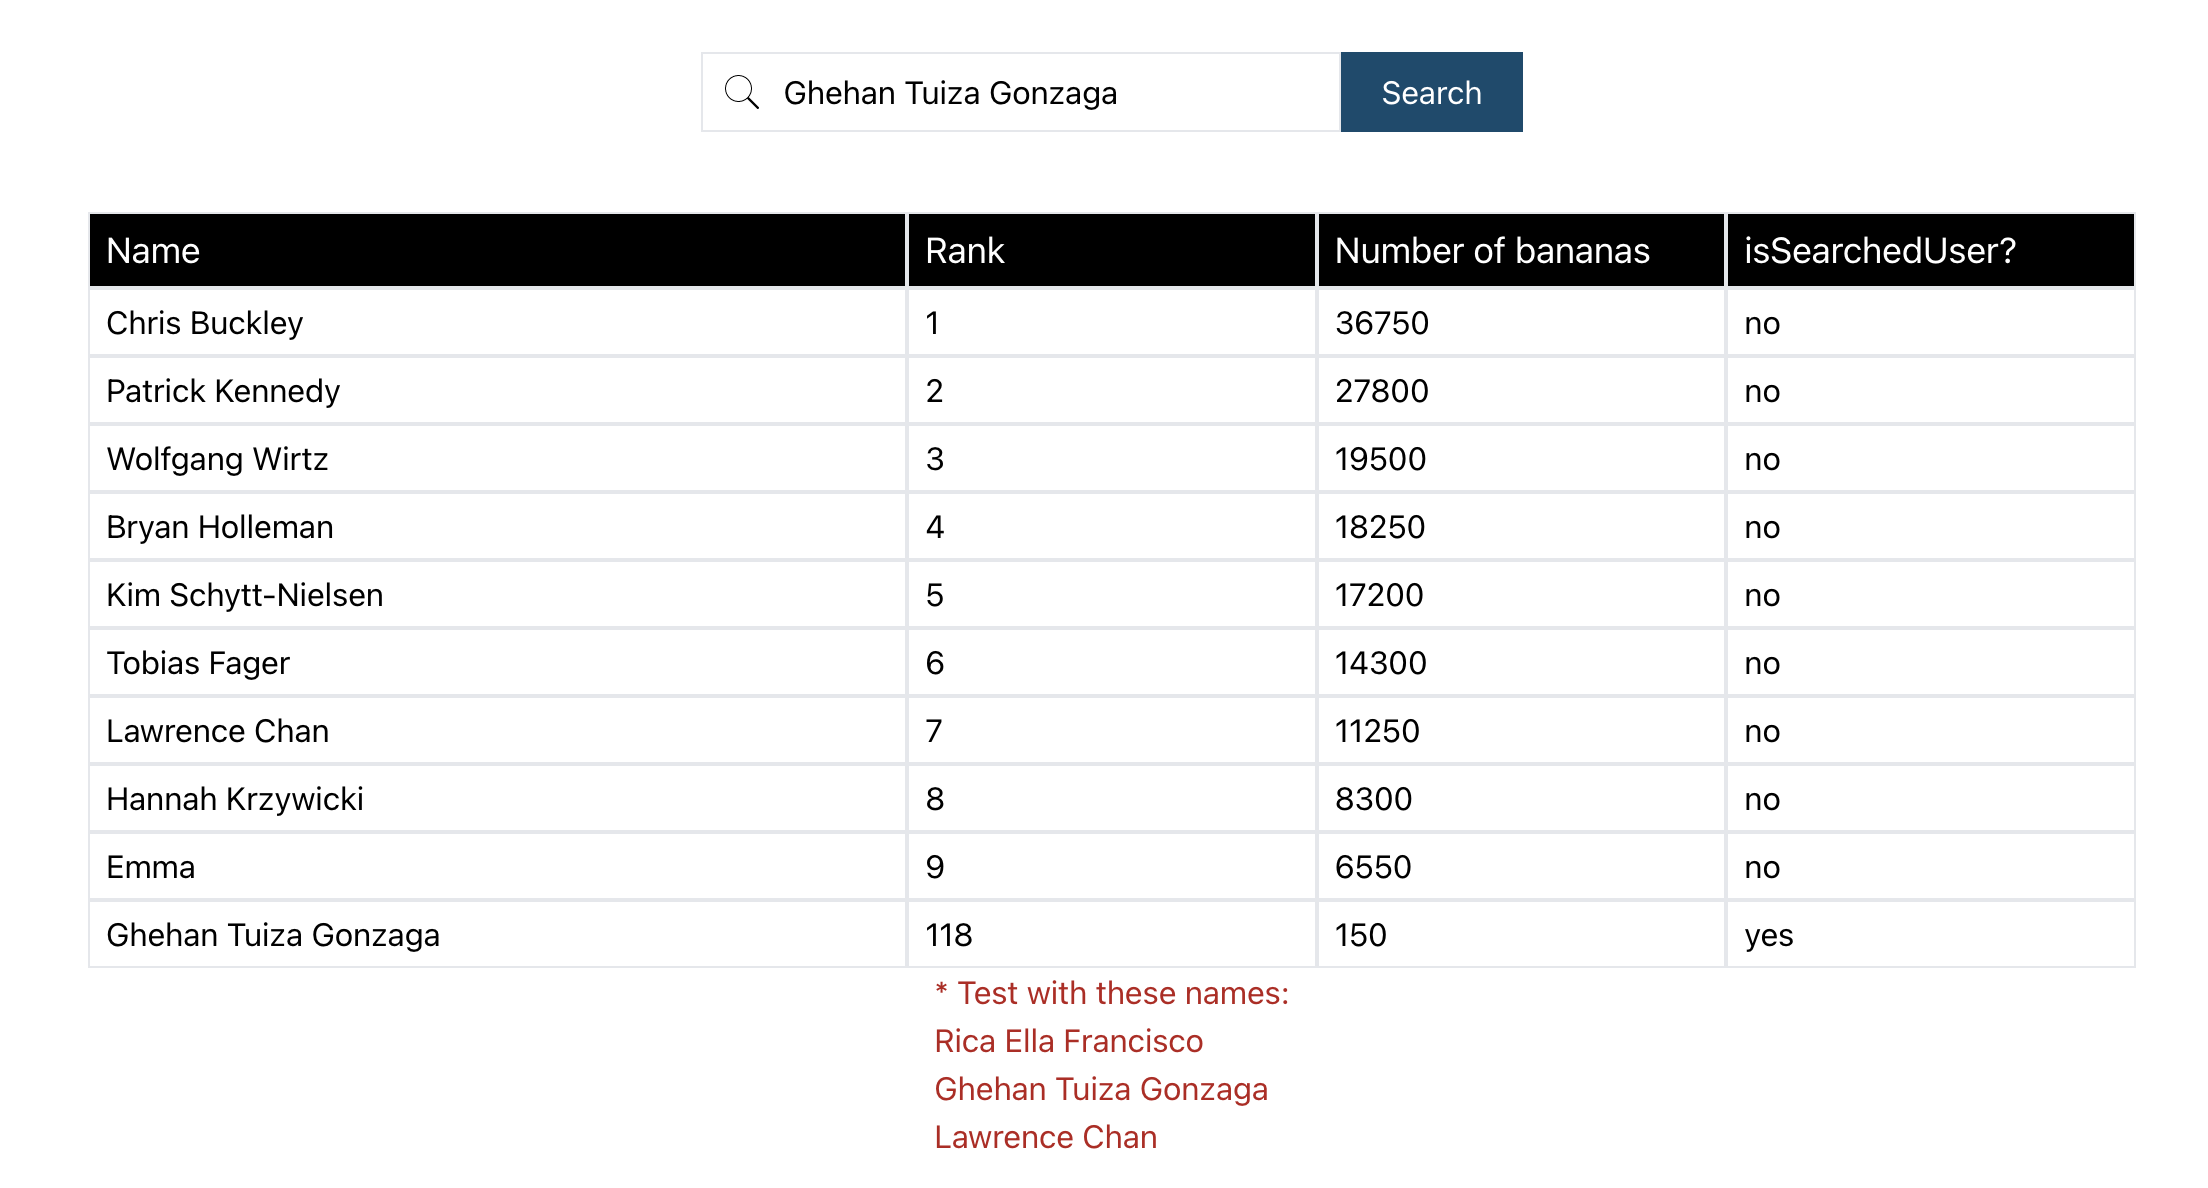 Ghehan Tuiza Gonzaga Search
Name Rank Number of bananas isSearchedUser?
Chris Buckley 1 36750 no
Patrick Kennedy 2 27800 no
Wolfgang Wirtz 3 19500 no
Bryan Holleman 4 18250 no
Kim Schytt-Nielsen 5 17200 no
Tobias Fager 6 14300 no
Lawrence Chan 7 11250 no
Hannah Krzywicki 8 8300 no
Emma 9 6550 no
Ghehan Tuiza Gonzaga 118 150 yes
* Test with these names:
Rica Ella Francisco
Ghehan Tuiza Gonzaga
Lawrence Chan